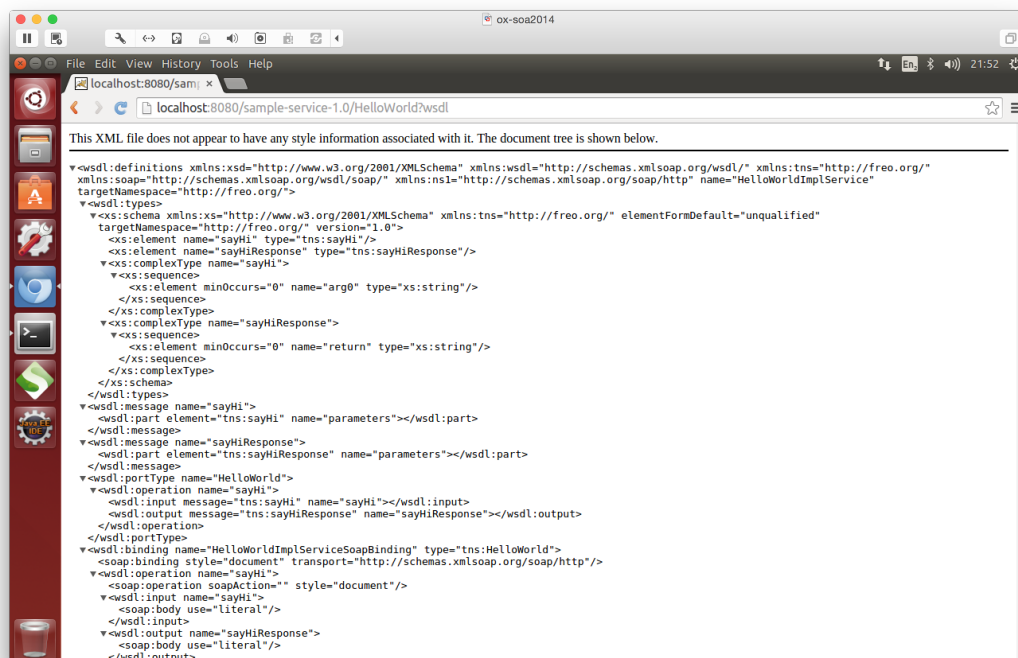 ox-soa2014
File Edit View History Tools Help
En2 21:52
localhost:8080/sam ×
localhost:8080/sample-service-1.0/HelloWorld?wsdl
This XML file does not appear to have any style information associated with it. The document tree is shown below.
▼<wsdl:definitions xmlns:xsd="http://www.w3.org/2001/XMLSchema" xmlns:wsdl="http://schemas.xmlsoap.org/wsdl/" xmlns:tns="http://freo.org/"
xmlns:soap="http://schemas.xmlsoap.org/wsdl/soap/" xmlns:ns1="http://schemas.xmlsoap.org/soap/http" name="HelloWorldImplService"
targetNamespace="http://freo.org/">
▼<wsdl:types>
▼<xs:schema xmlns:xs="http://www.w3.org/2001/XMLSchema" xmlns:tns="http://freo.org/" elementFormDefault="unqualified"
targetNamespace="http://freo.org/" version="1.0">
<xs:element name="sayHi" type="tns:sayHi"/>
<xs:element name="sayHiResponse" type="tns:sayHiResponse"/>
▼<xs:complexType name="sayHi">
▼<xs:sequence>
<xs:element minOccurs="0" name="arg0" type="xs:string"/>
</xs:sequence>
</xs:complexType>
▼<xs:complexType name="sayHiResponse">
▼<xs:sequence>
<xs:element minOccurs="0" name="return" type="xs:string"/>
</xs:sequence>
</xs:complexType>
</xs:schema>
</wsdl:types>
▼<wsdl:message name="sayHi">
<wsdl:part element="tns:sayHi" name="parameters"></wsdl:part>
</wsdl:message>
▼<wsdl:message name="sayHiResponse">
<wsdl:part element="tns:sayHiResponse" name="parameters"></wsdl:part>
</wsdl:message>
▼<wsdl:portType name="HelloWorld">
▼<wsdl:operation name="sayHi">
<wsdl:input message="tns:sayHi" name="sayHi"></wsdl:input>
<wsdl:output message="tns:sayHiResponse" name="sayHiResponse"></wsdl:output>
</wsdl:operation>
</wsdl:portType>
▼<wsdl:binding name="HelloWorldImplServiceSoapBinding" type="tns:HelloWorld">
<soap:binding style="document" transport="http://schemas.xmlsoap.org/soap/http"/>
▼<wsdl:operation name="sayHi">
<soap:operation soapAction="" style="document"/>
▼<wsdl:input name="sayHi">
<soap:body use="literal"/>
</wsdl:input>
▼<wsdl:output name="sayHiResponse">
<soap:body use="literal"/>
</wsdl:output>
Java EE
IDE